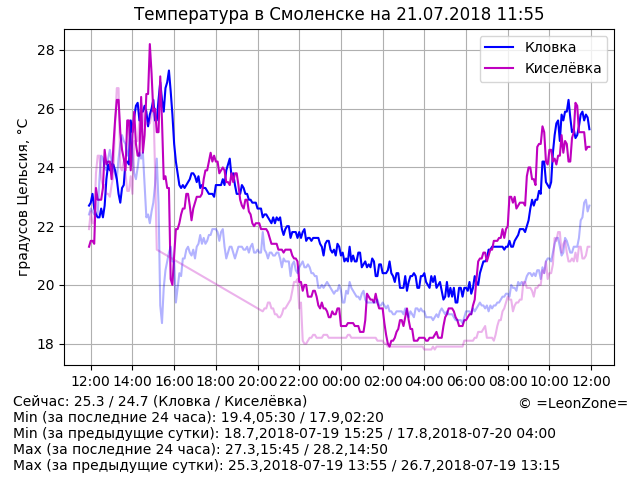 Температура в Смоленске на 21.07.2018 11:55
Кловка
Киселёвка
градусов Цельсия, °C
28
26
24
22
20
18
12:00 14:00 16:00 18:00 20:00 22:00 00:00 02:00 04:00 06:00 08:00 10:00 12:00
Сейчас: 25.3 / 24.7 (Кловка / Киселёвка)
© =LeonZone=
Min (за последние 24 часа): 19.4,05:30 / 17.9,02:20
Min (за предыдущие сутки): 18.7,2018-07-19 15:25 / 17.8,2018-07-20 04:00
Max (за последние 24 часа): 27.3,15:45 / 28.2,14:50
Max (за предыдущие сутки): 25.3,2018-07-19 13:55 / 26.7,2018-07-19 13:15